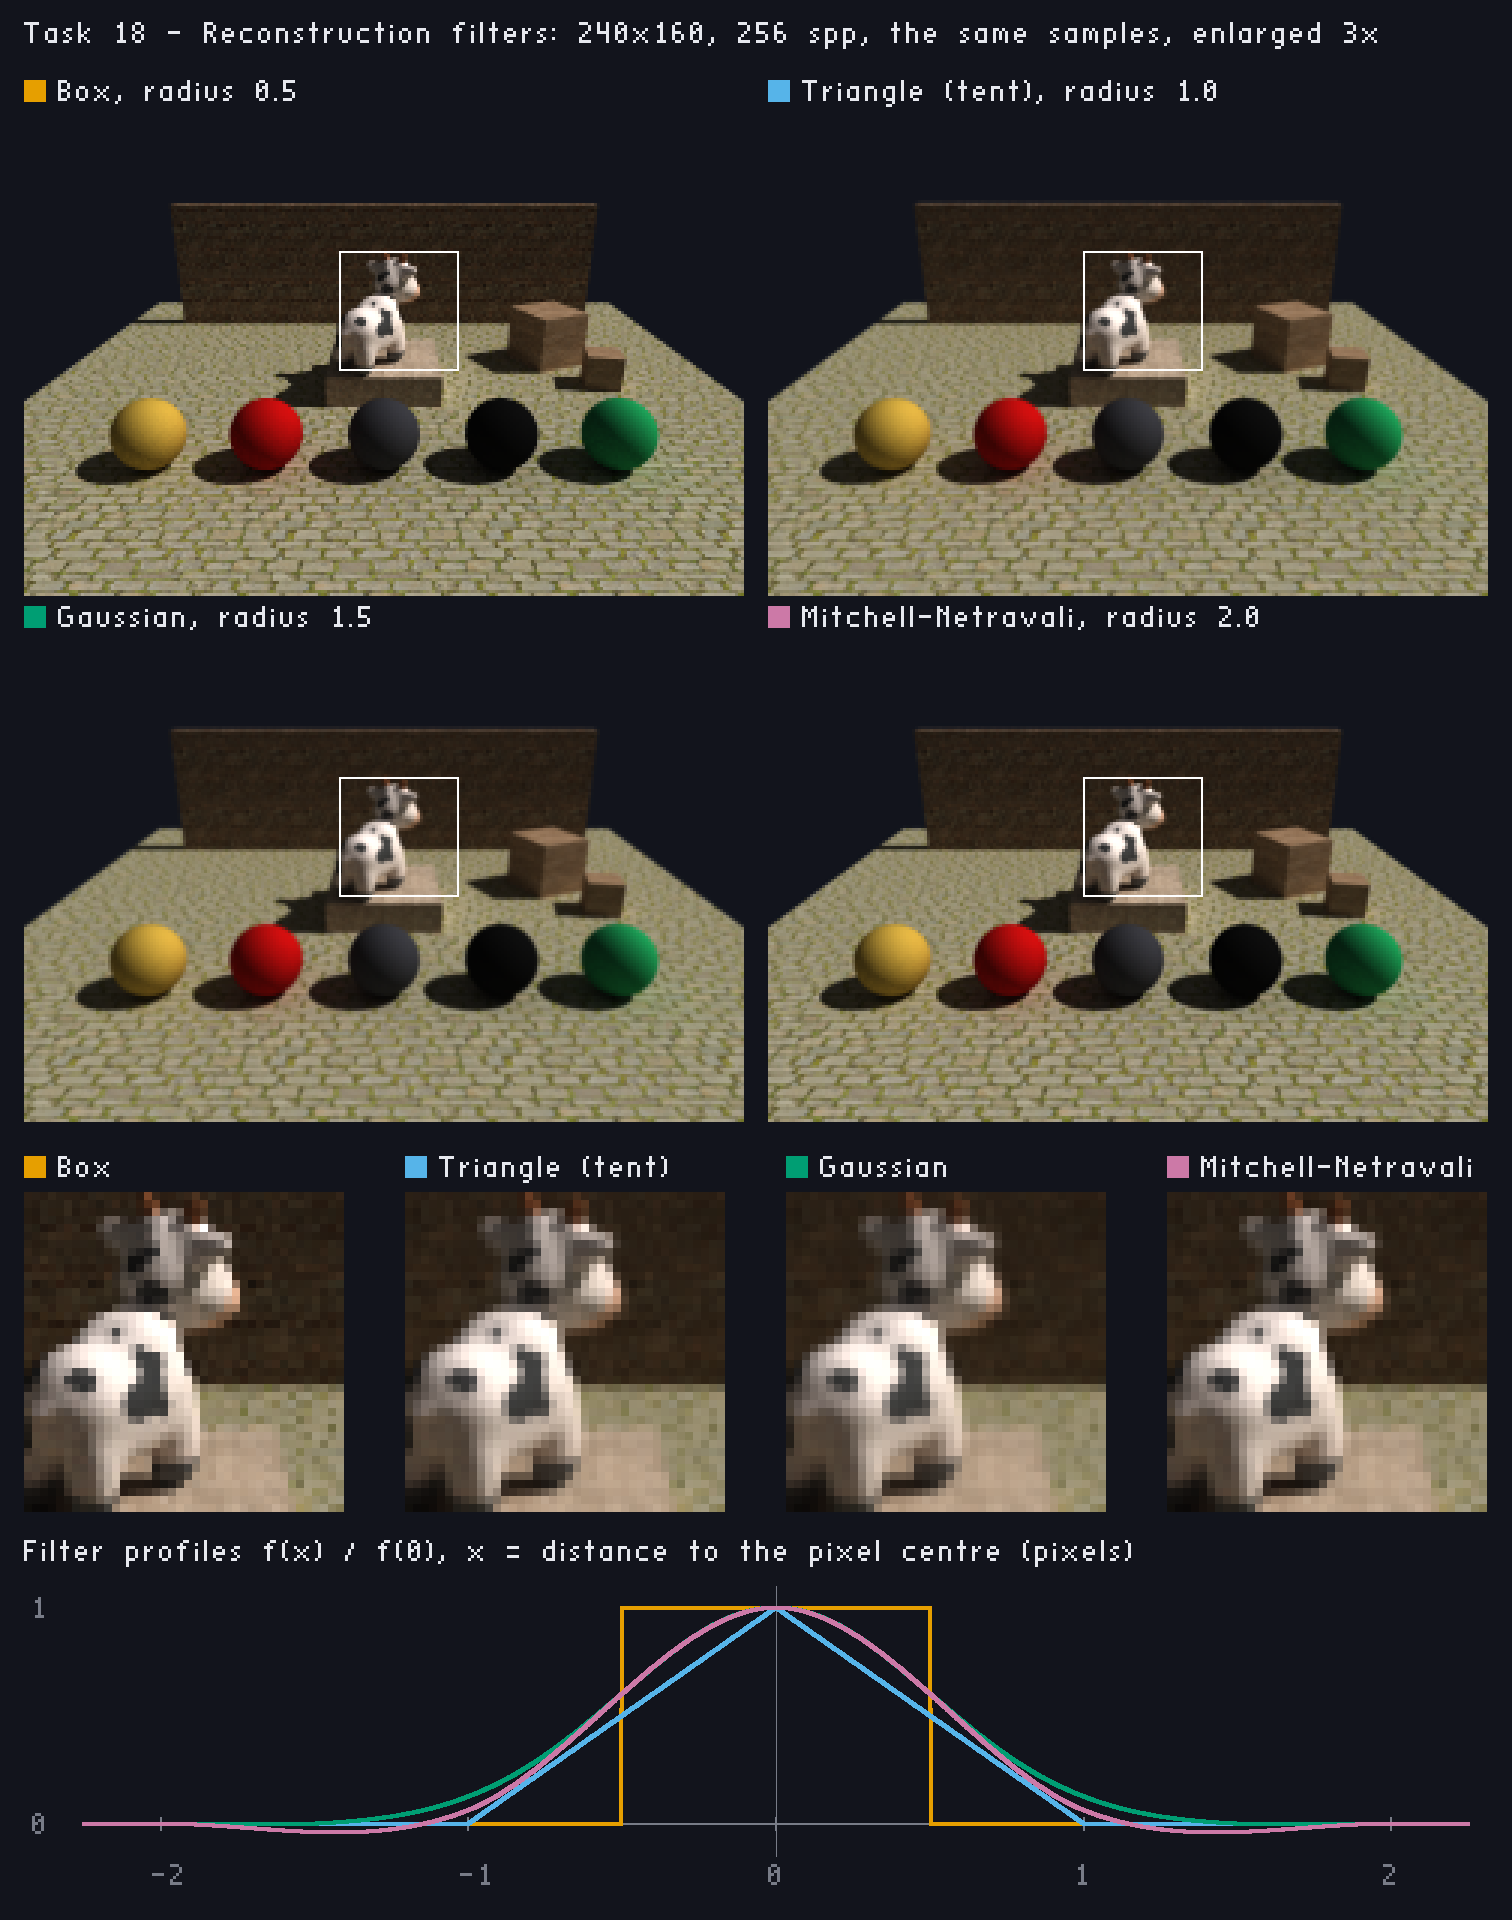 Task 18 - Reconstruction filters: 240x160, 256 spp, the same samples, enlarged 3x
Box, radius 0.5
Triangle (tent), radius 1.0
Gaussian, radius 1.5
Mitchell-Netravali, radius 2.0
Box
Triangle (tent)
Gaussian
Mitchell-Netravali
Filter profiles f(x) / f(0), x = distance to the pixel centre (pixels)
1
0
-2
-1
0
1
2